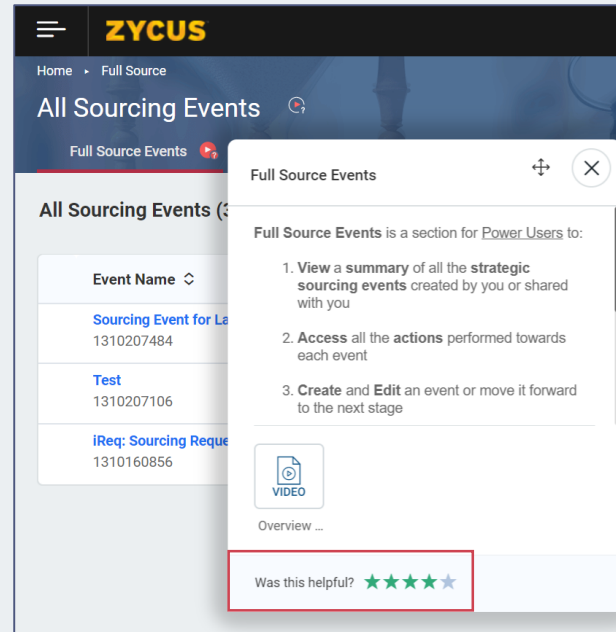 ZYCUS
Home ▸ Full Source
All Sourcing Events
Full Source Events
All Sourcing Events (
Event Name
Sourcing Event for
1310207484
Test
1310207106
iReq: Sourcing
1310160856
Full Source Events
Full Source Events is a section for Power Users to:
1. View a summary of all the strategic
sourcing events created by you or shared
with you
2. Access all the actions performed towards
each event
3. Create and Edit an event or move it forward
to the next stage
VIDEO
Overview ...
Was this helpful?